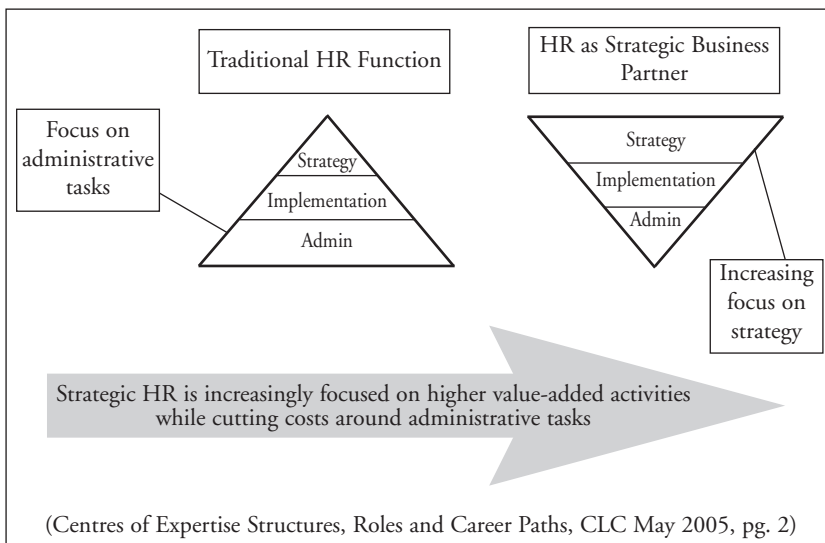 Traditional HR Function
HR as Strategic Business
Partner
Focus on
administrative
tasks
Strategy
Implementation
Admin
Strategy
Implementation
Admin
Increasing
focus on
strategy
Strategic HR is increasingly focused on higher value-added activities
while cutting costs around administrative tasks
(Centres of Expertise Structures, Roles and Career Paths, CLC May 2005, pg. 2)